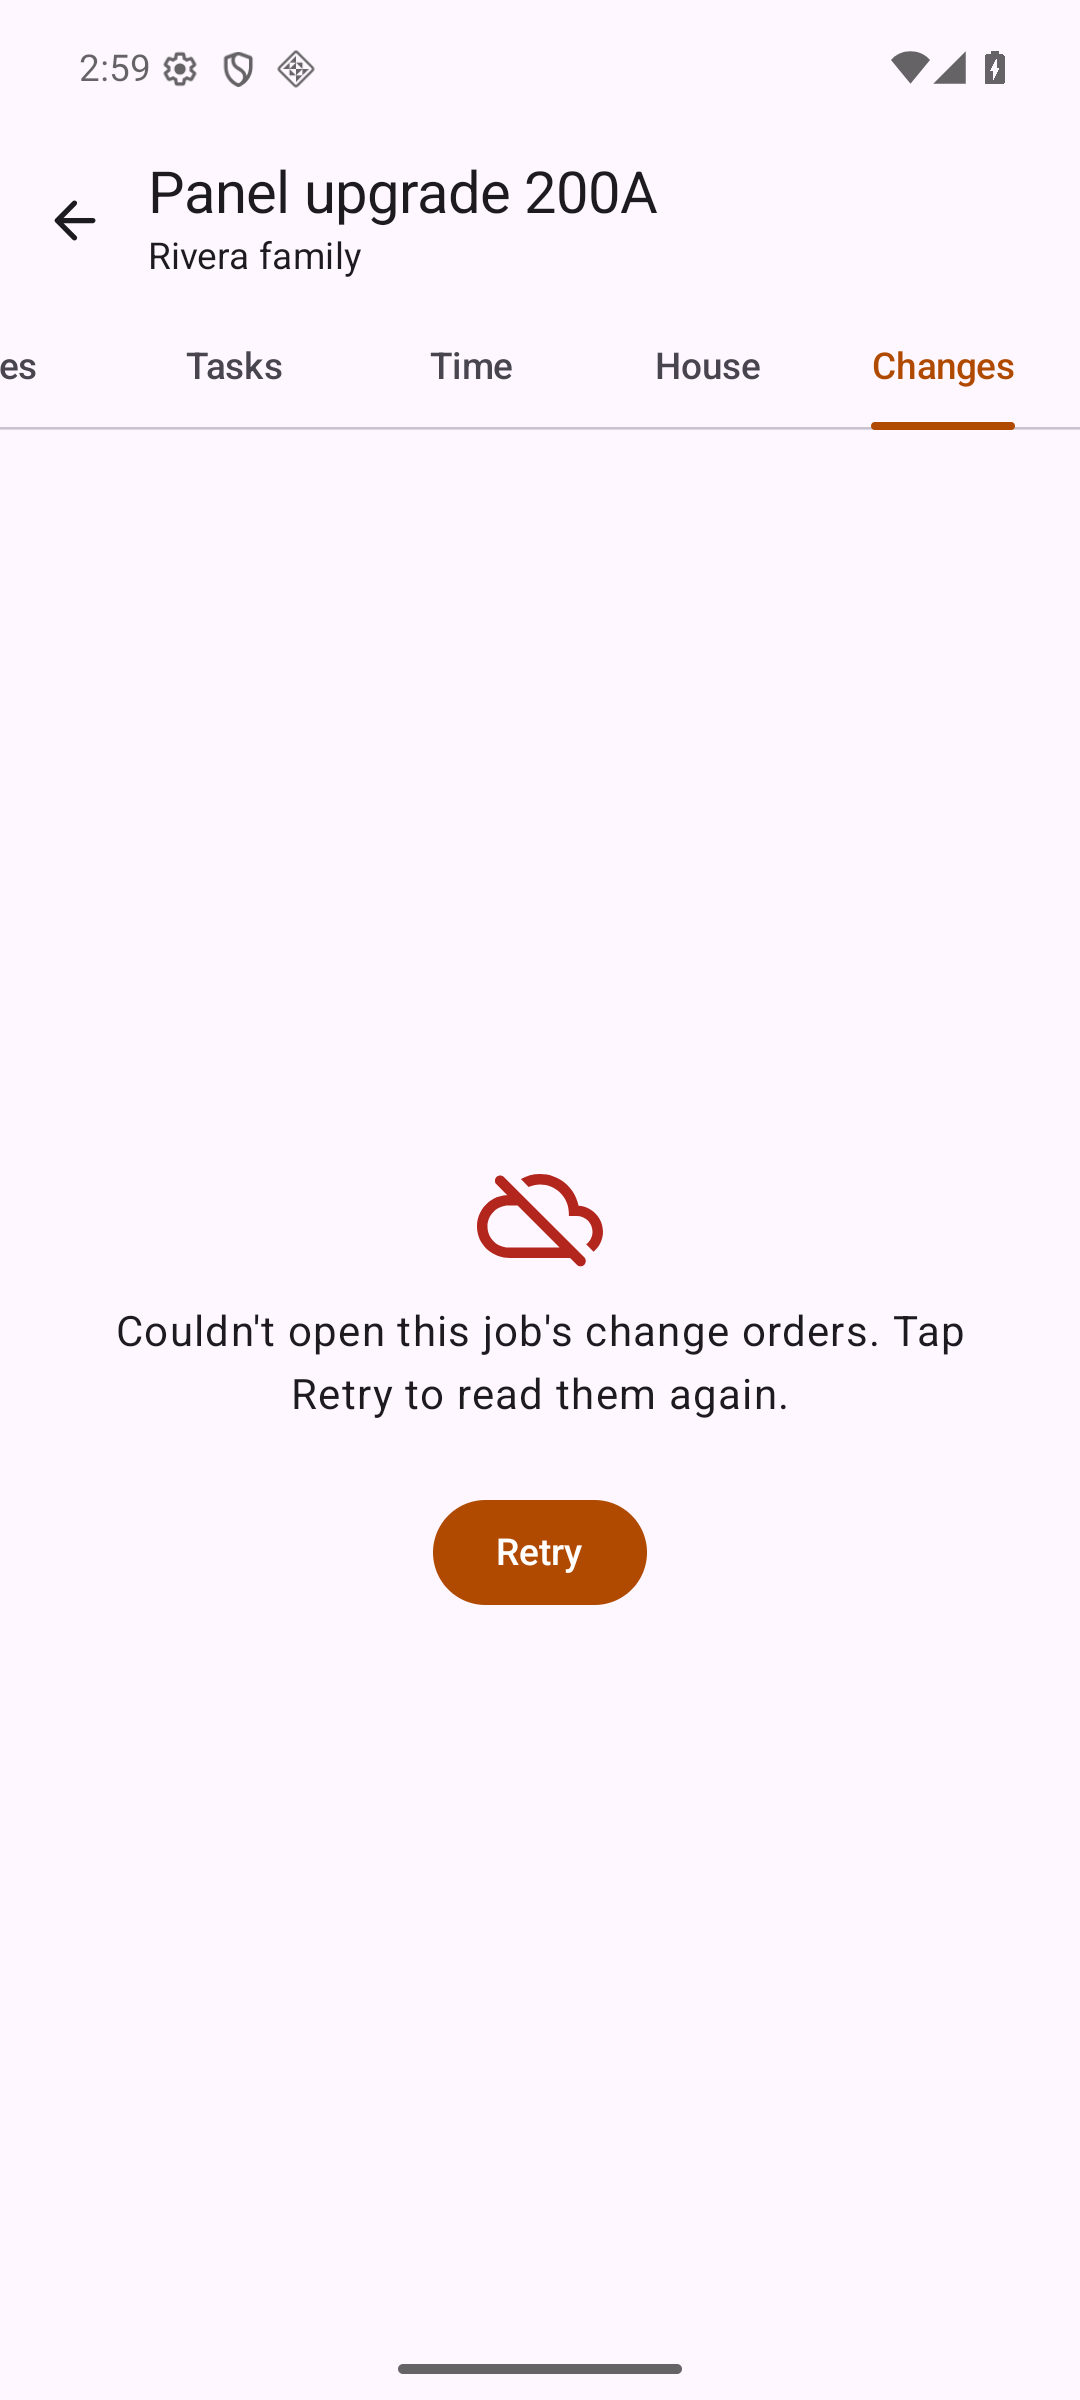 2:59
Panel upgrade 200A
Rivera family
es
Tasks
Time
House
Changes
Couldn't open this job's change orders. Tap
Retry to read them again.
Retry